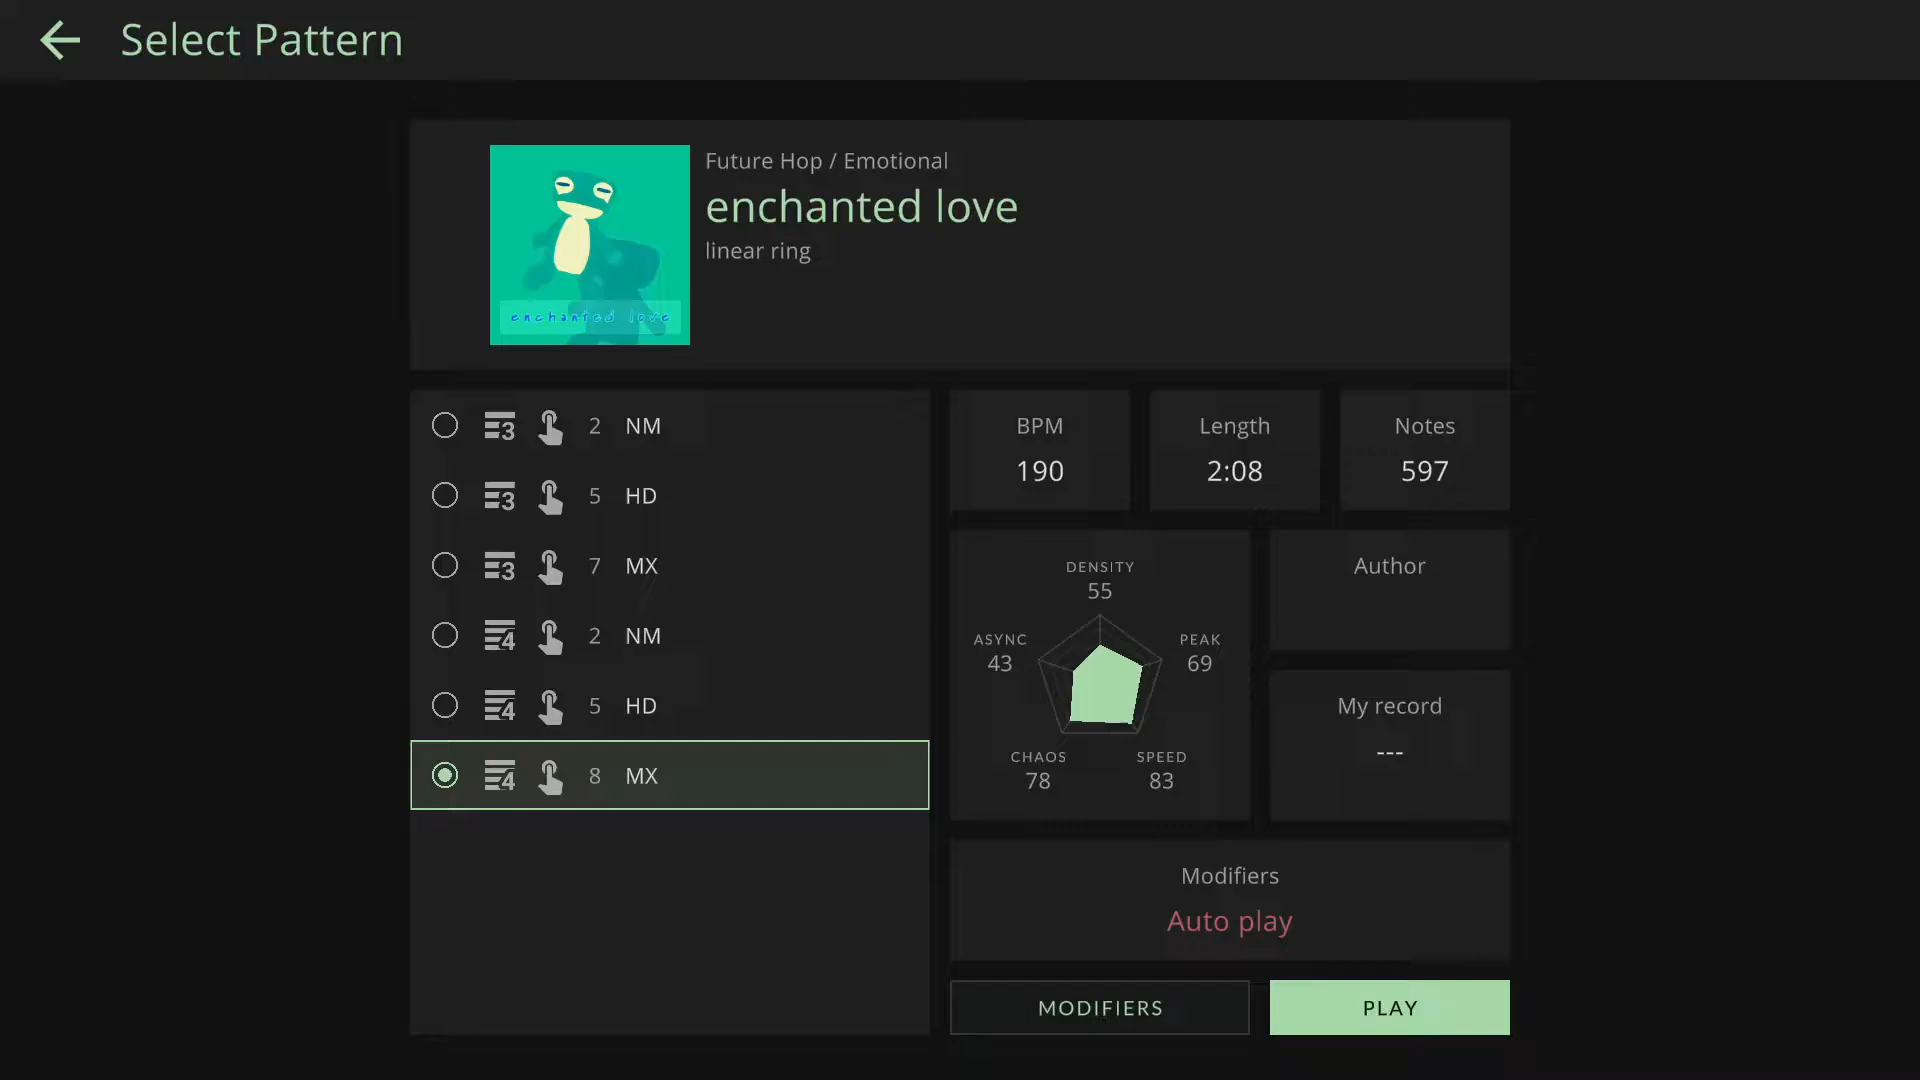 Select Pattern
Future Hop / Emotional
enchanted love
linear ring
enchanted love
3 2 NM
3 5 HD
3 7 MX
4 2 NM
4 5 HD
4 8 MX
BPM
190
Length
2:08
Notes
597
DENSITY
55
ASYNC
43
PEAK
69
CHAOS
78
SPEED
83
Author
My record
---
Modifiers
Auto play
MODIFIERS
PLAY